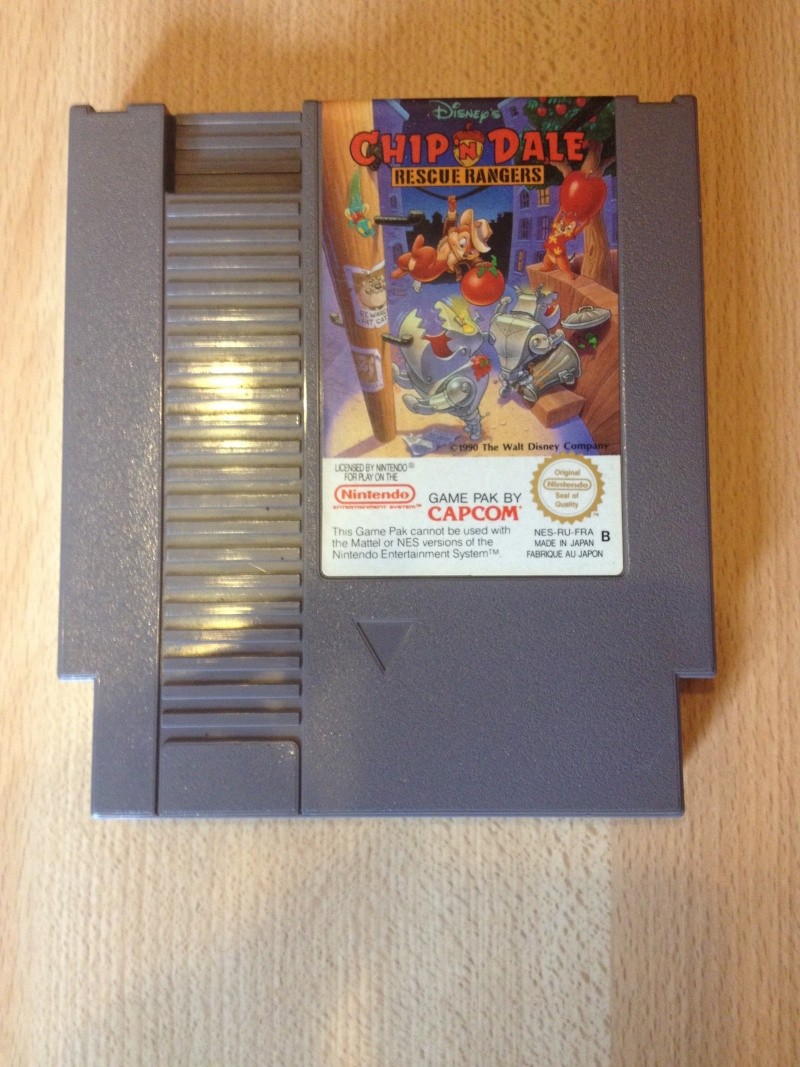 DISNEY'S
CHIP 'N DALE
RESCUE RANGERS
BEWARE
©1990 The Walt Disney Company
LICENSED BY NINTENDO®
FOR PLAY ON THE
Nintendo
ENTERTAINMENT SYSTEM™
GAME PAK BY
CAPCOM
This Game Pak cannot be used with
the Mattel or NES versions of the
Nintendo Entertainment System™.
Original
Nintendo
Seal of
Quality
NES-RU-FRA B
MADE IN JAPAN
FABRIQUE AU JAPON